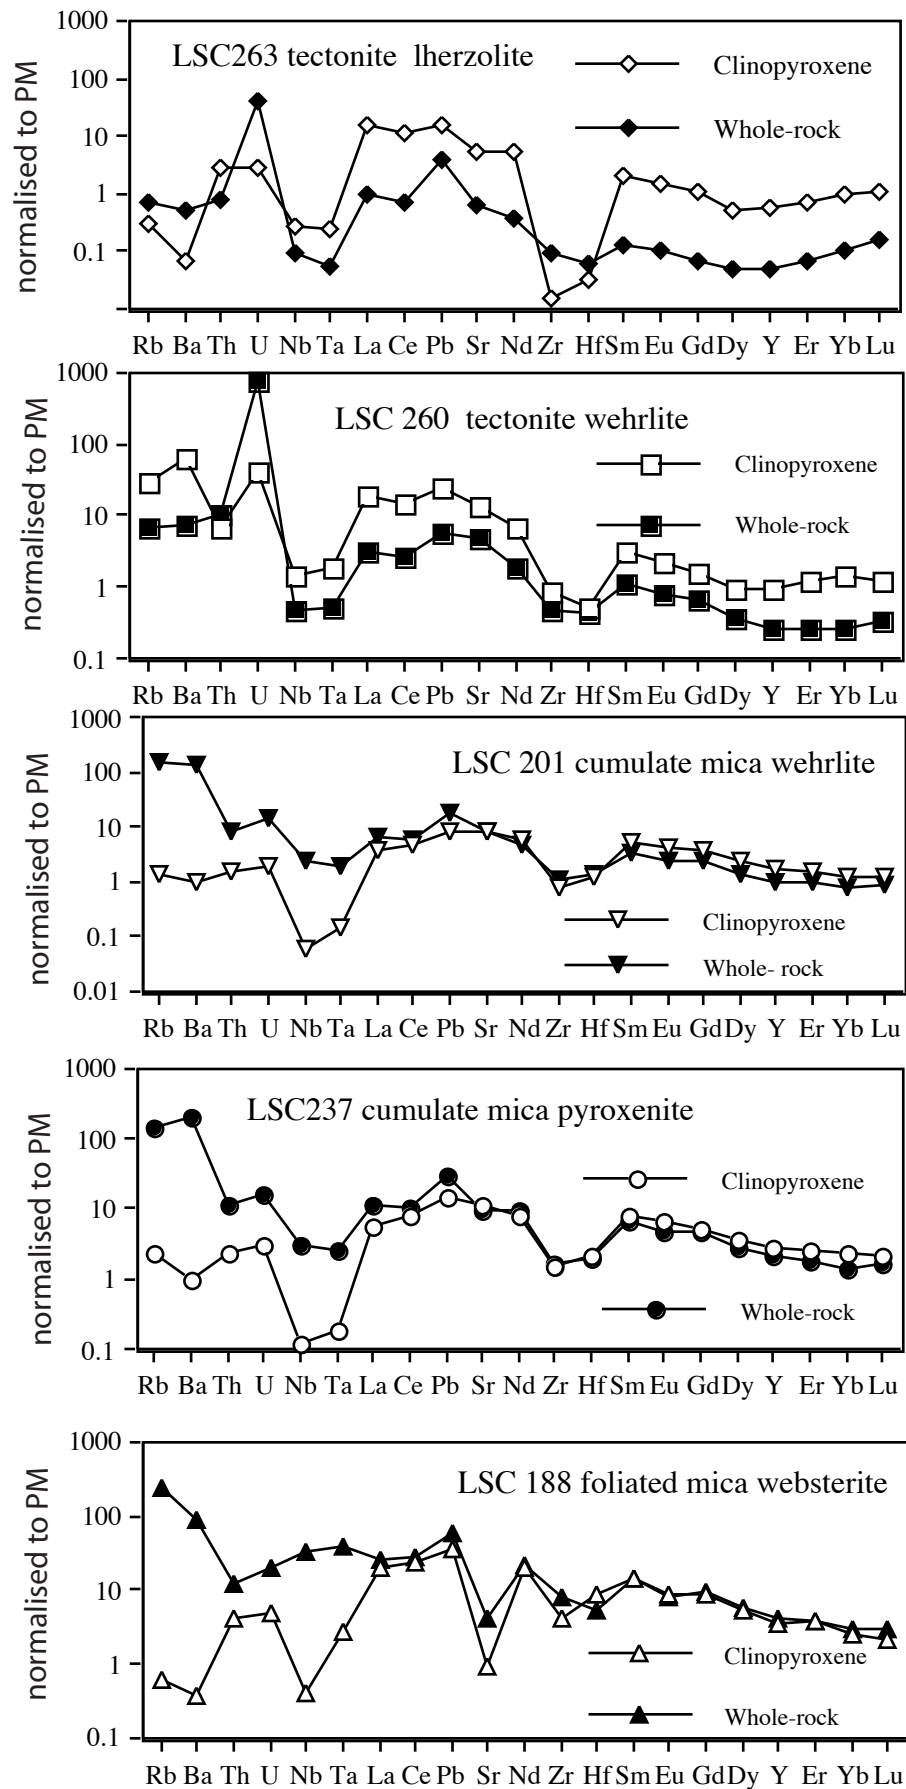 1000
LSC263 tectonite lherzolite
Clinopyroxene
100
Whole-rock
10
1
0.1
normalised to PM
Rb Ba Th U Nb Ta La Ce Pb Sr Nd Zr Hf Sm Eu Gd Dy Y Er Yb Lu
1000
LSC 260 tectonite wehrlite
100
Clinopyroxene
10
Whole-rock
1
0.1
normalised to PM
Rb Ba Th U Nb Ta La Ce Pb Sr Nd Zr Hf Sm Eu Gd Dy Y Er Yb Lu
1000
LSC 201 cumulate mica wehrlite
100
10
1
Clinopyroxene
0.1
Whole- rock
0.01
normalised to PM
Rb Ba Th U Nb Ta La Ce Pb Sr Nd Zr Hf Sm Eu Gd Dy Y Er Yb Lu
1000
LSC237 cumulate mica pyroxenite
100
Clinopyroxene
10
1
Whole-rock
0.1
normalised to PM
Rb Ba Th U Nb Ta La Ce Pb Sr Nd Zr Hf Sm Eu Gd Dy Y Er Yb Lu
1000
LSC 188 foliated mica websterite
100
10
1
Clinopyroxene
Whole-rock
0.1
normalised to PM
Rb Ba Th U Nb Ta La Ce Pb Sr Nd Zr Hf Sm Eu Gd Dy Y Er Yb Lu